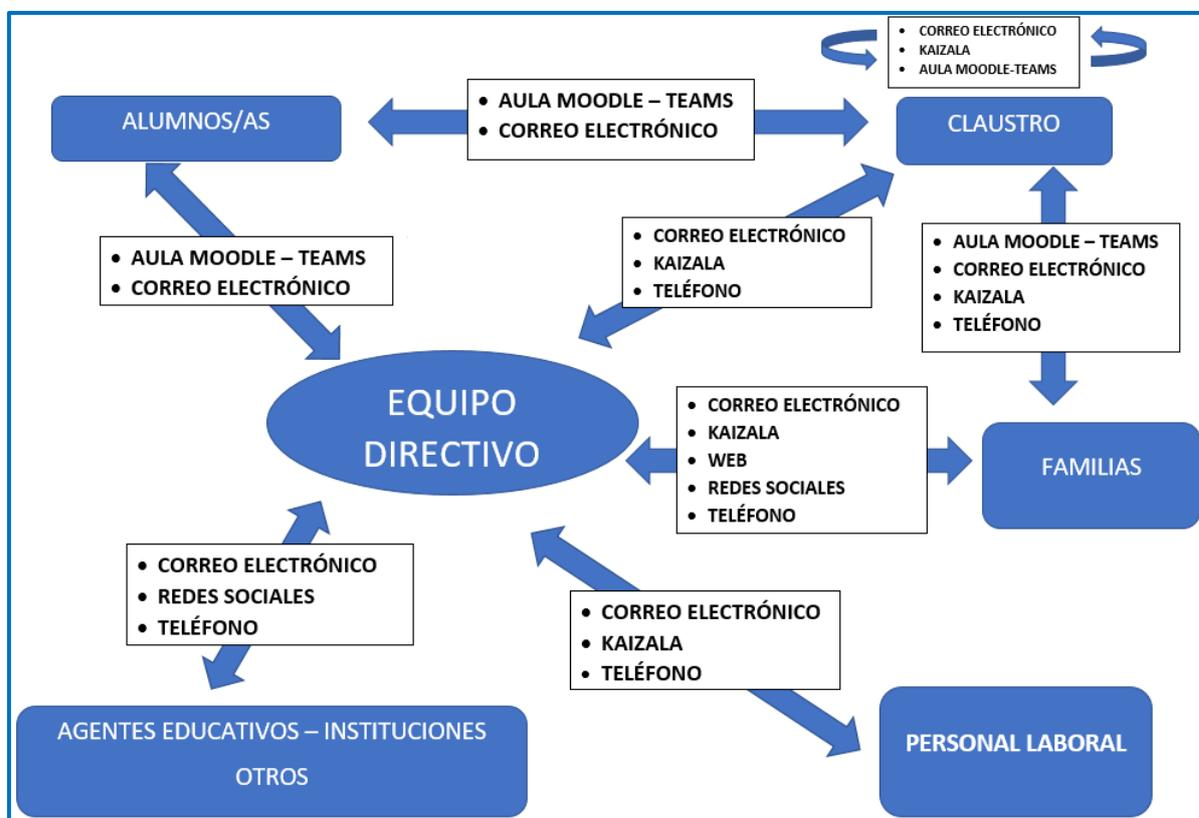 • CORREO ELECTRÓNICO
• KAIZALA
• AULA MOODLE-TEAMS
ALUMNOS/AS
• AULA MOODLE – TEAMS
• CORREO ELECTRÓNICO
CLAUSTRO
• AULA MOODLE – TEAMS
• CORREO ELECTRÓNICO
• CORREO ELECTRÓNICO
• KAIZALA
• TELÉFONO
• AULA MOODLE – TEAMS
• CORREO ELECTRÓNICO
• KAIZALA
• TELÉFONO
EQUIPO
DIRECTIVO
• CORREO ELECTRÓNICO
• KAIZALA
• WEB
• REDES SOCIALES
• TELÉFONO
FAMILIAS
• CORREO ELECTRÓNICO
• REDES SOCIALES
• TELÉFONO
• CORREO ELECTRÓNICO
• KAIZALA
• TELÉFONO
AGENTES EDUCATIVOS – INSTITUCIONES
OTROS
PERSONAL LABORAL